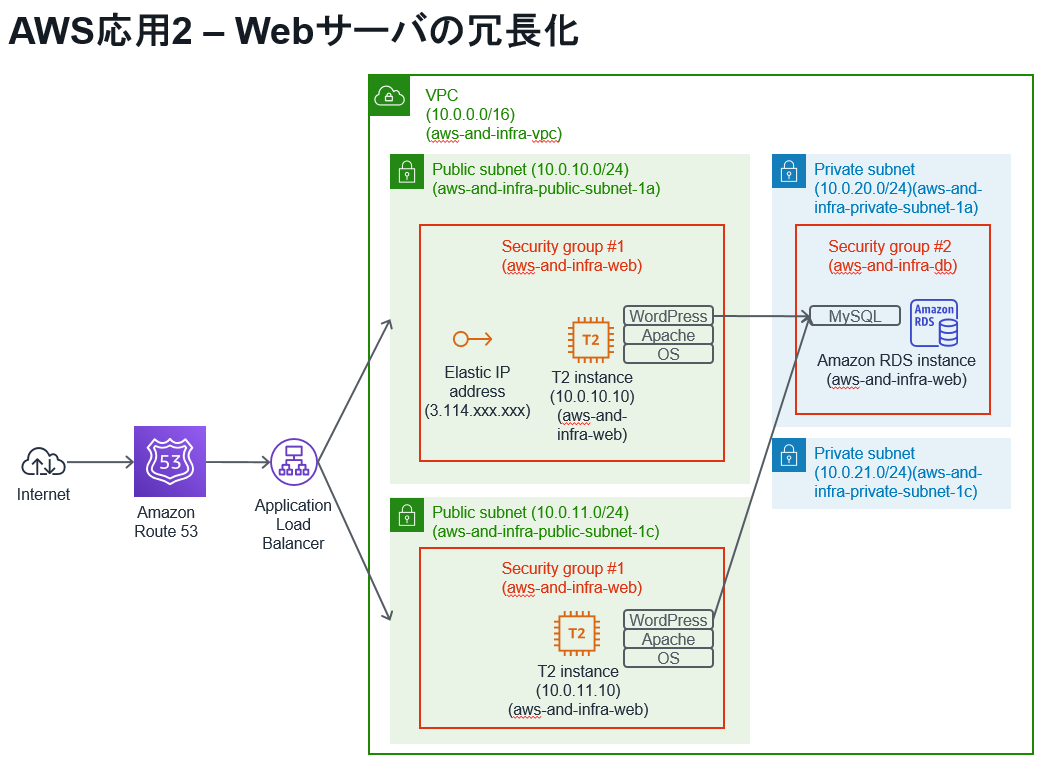 AWS応用2 – Webサーバの冗長化
VPC
(10.0.0.0/16)
(aws-and-infra-vpc)
Public subnet (10.0.10.0/24)
(aws-and-infra-public-subnet-1a)
Security group #1
(aws-and-infra-web)
Elastic IP
address
(3.114.xxx.xxx)
T2
T2 instance
(10.0.10.10)
(aws-and-
infra-web)
WordPress
Apache
OS
Private subnet
(10.0.20.0/24)(aws-and-
infra-private-subnet-1a)
Security group #2
(aws-and-infra-db)
MySQL
Amazon
RDS
Amazon RDS instance
(aws-and-infra-web)
Private subnet
(10.0.21.0/24)(aws-and-
infra-private-subnet-1c)
Internet
53
Amazon
Route 53
Application
Load
Balancer
Public subnet (10.0.11.0/24)
(aws-and-infra-public-subnet-1c)
Security group #1
(aws-and-infra-web)
T2
T2 instance
(10.0.11.10)
(aws-and-infra-web)
WordPress
Apache
OS